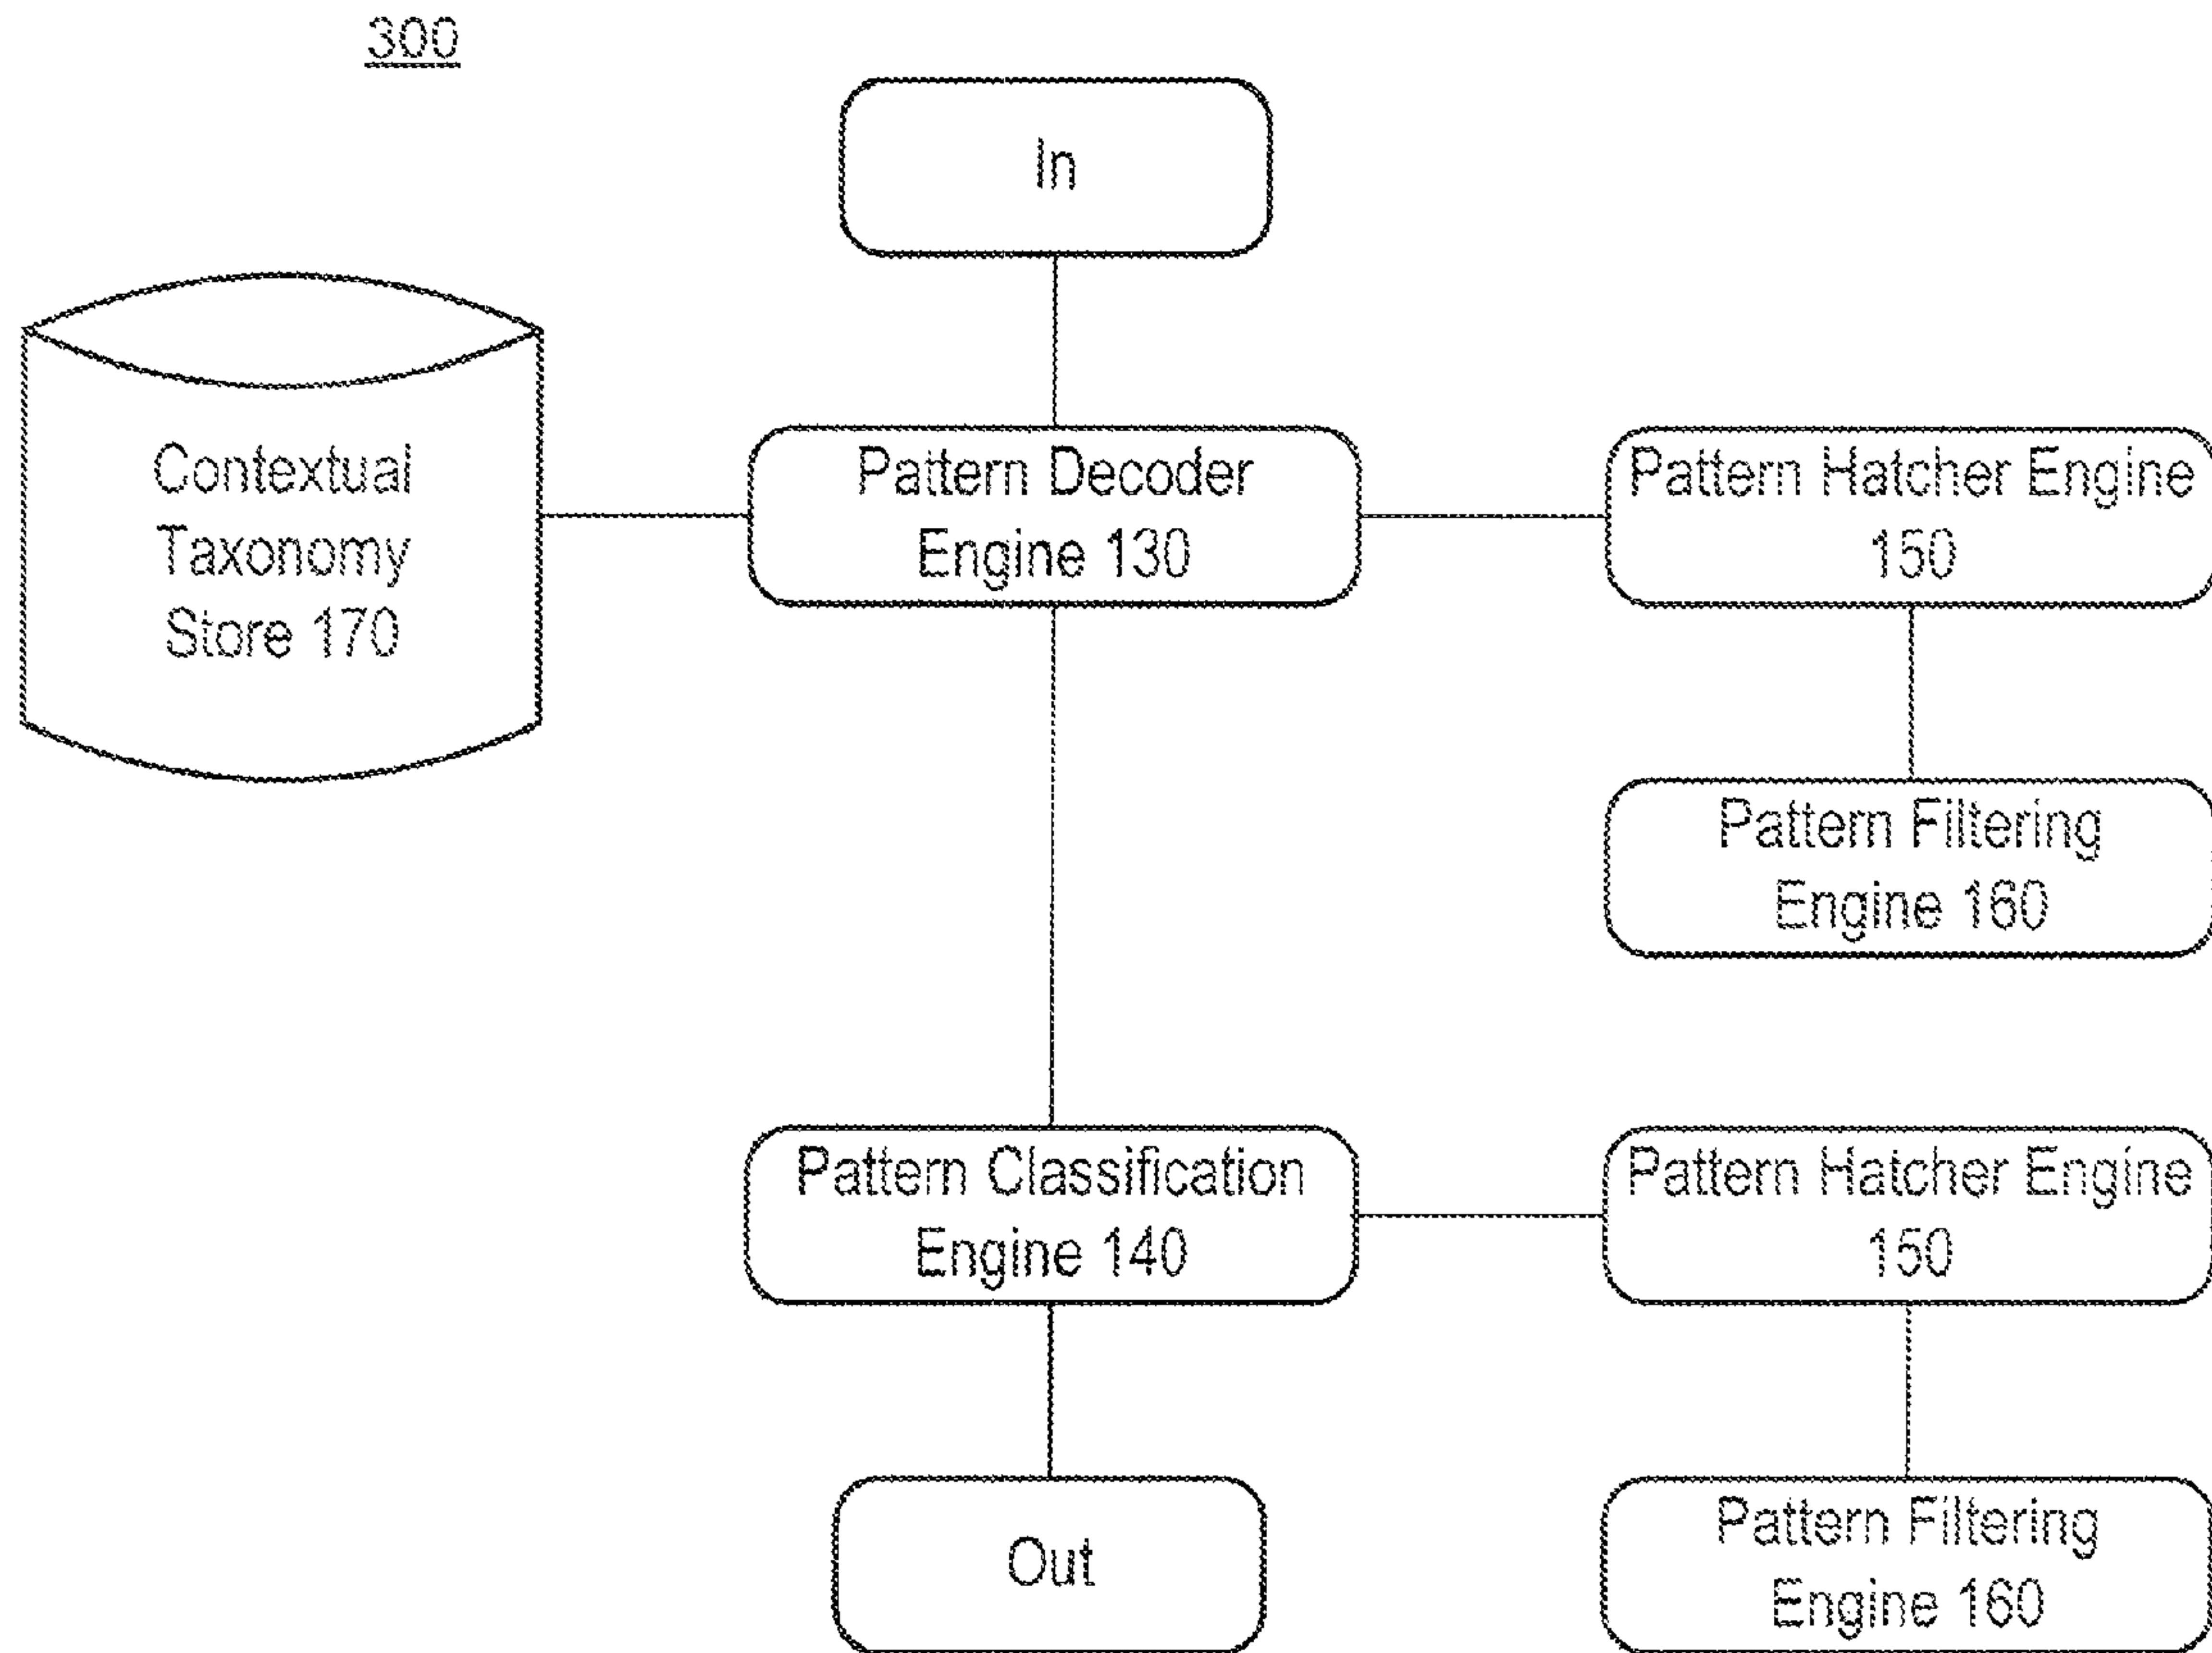 300
In
Contextual
Taxonomy
Store 170
Pattern Decoder
Engine 130
Pattern Hatcher Engine
150
Pattern Filtering
Engine 160
Pattern Classification
Engine 140
Pattern Hatcher Engine
150
Out
Pattern Filtering
Engine 160